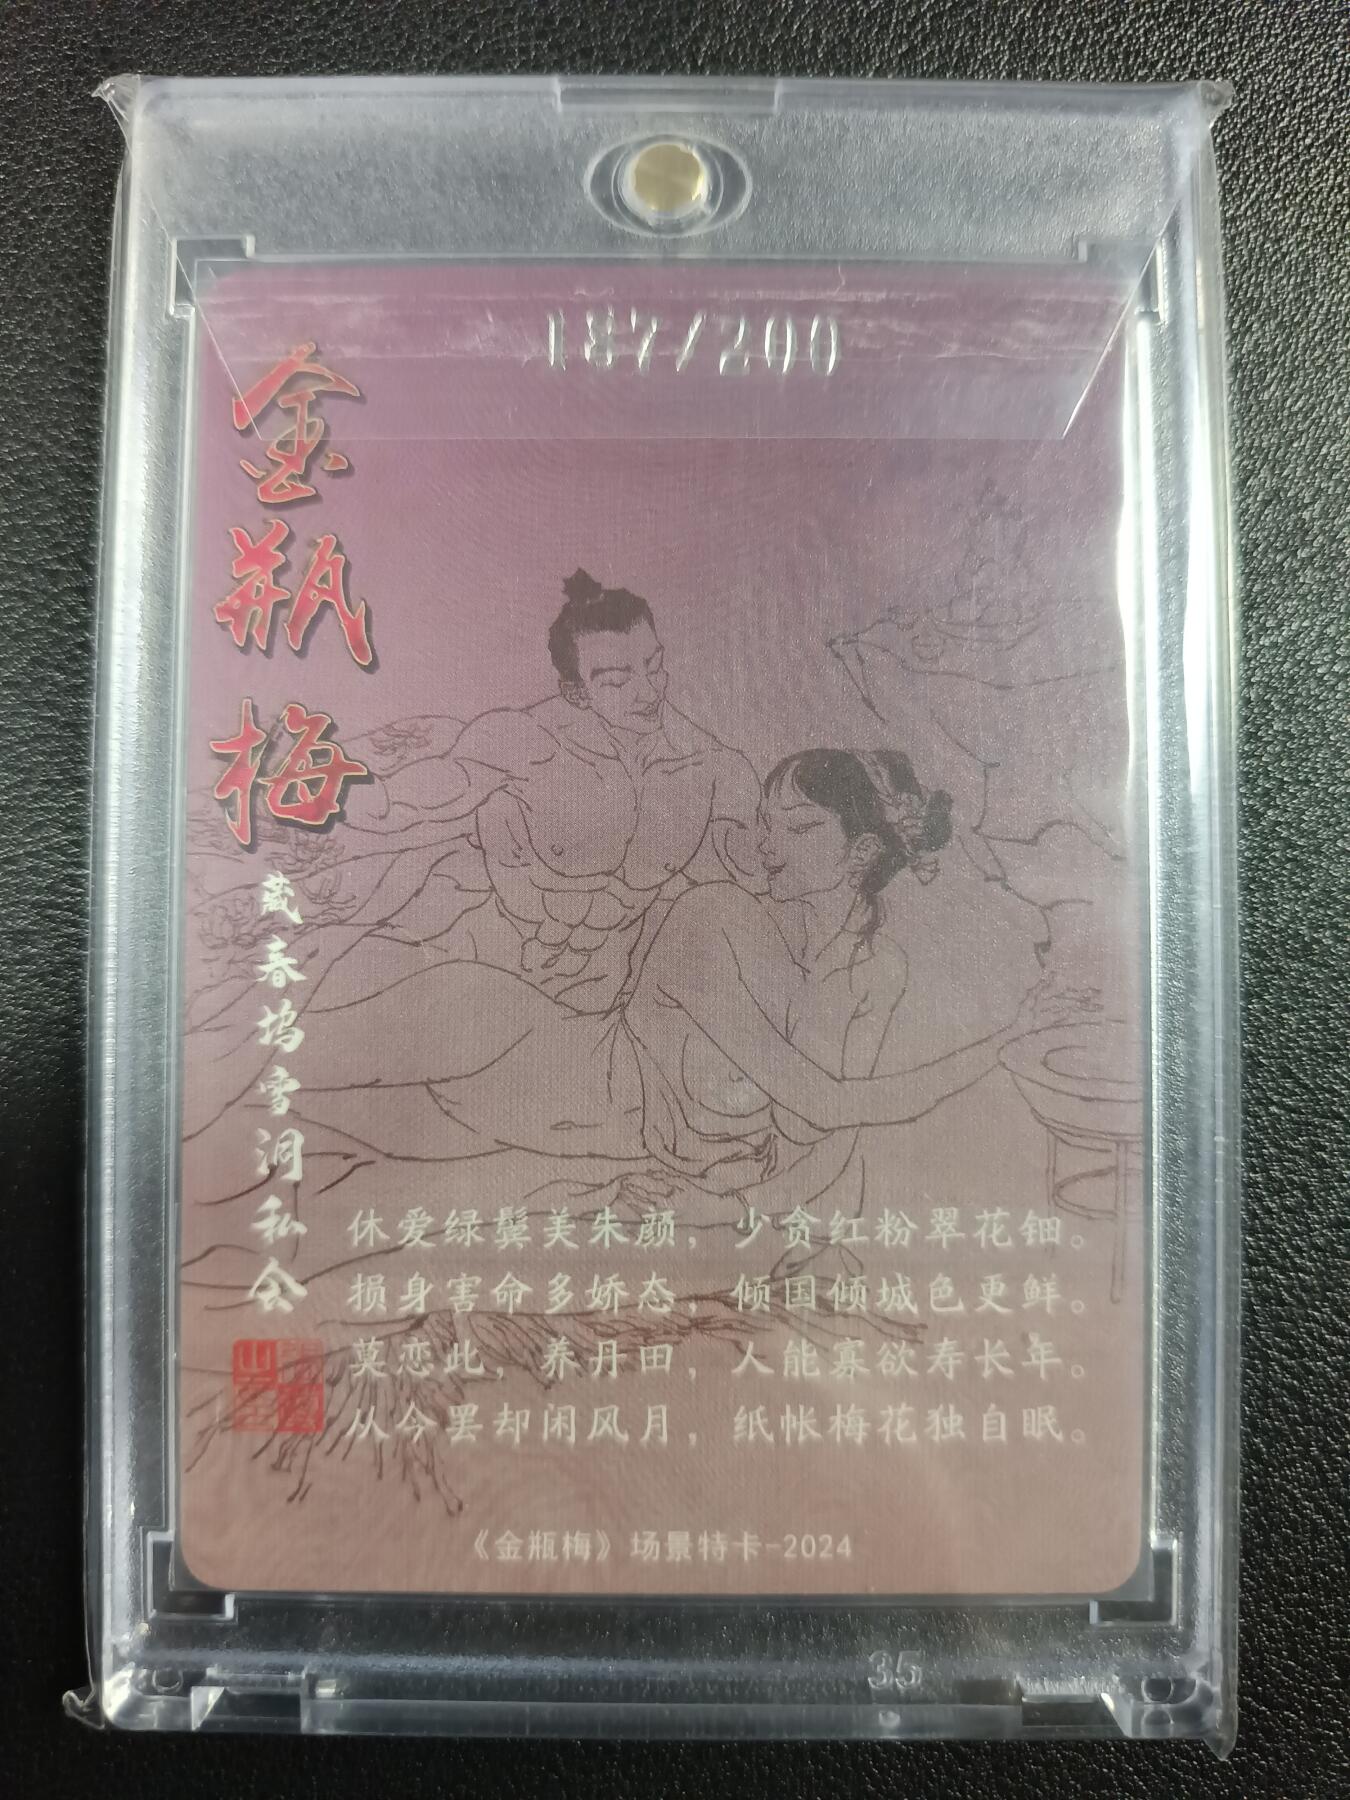 187/200
金瓶梅
藏春坞雪洞私会
休爱绿鬓美朱颜，少贪红粉翠花钿。
损身害命多娇态，倾国倾城色更鲜。
莫恋此，养丹田，人能寡欲寿长年。
从今罢却闲风月，纸帐梅花独自眠。
《金瓶梅》场景特卡-2024
35